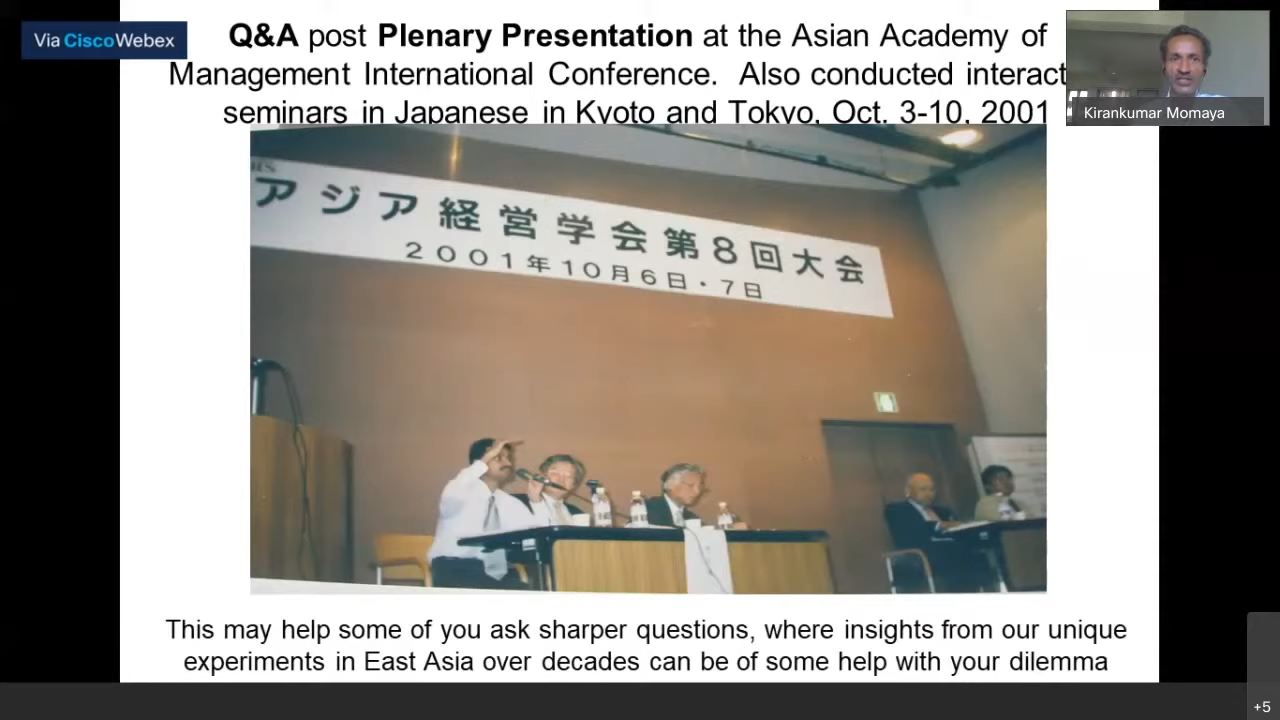 Via CiscoWebex
Q&A post Plenary Presentation at the Asian Academy of
Management International Conference. Also conducted interact
seminars in Japanese in Kyoto and Tokyo, Oct. 3-10, 2001
Kirankumar Momaya
アジア経営学会第8回大会
2001年10月6日・7日
This may help some of you ask sharper questions, where insights from our unique
experiments in East Asia over decades can be of some help with your dilemma
+5